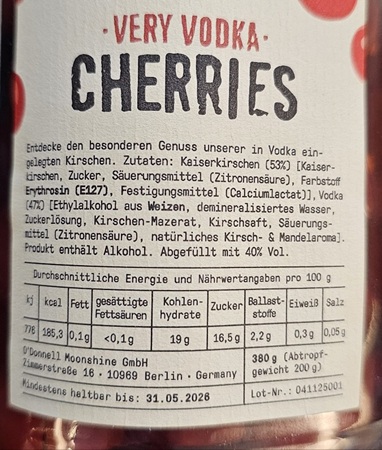 ·VERY VODKA·
CHERRIES
Entdecke den besonderen Genuss unserer in Vodka ein-
gelegten Kirschen. Zutaten: Kaiserkirschen (53%) [Kaiser-
kirschen, Zucker, Säuerungsmittel (Zitronensäure), Farbstoff
Erythrosin (E127), Festigungsmittel (Calciumlactat)], Vodka
(47%) [Ethylalkohol aus Weizen, demineralisiertes Wasser,
Zuckerlösung, Kirschen-Mazerat, Kirschsaft, Säuerungs-
mittel (Zitronensäure), natürliches Kirsch- & Mandelaroma].
Produkt enthält Alkohol. Abgefüllt mit 40% Vol.
Durchschnittliche Energie und Nährwertangaben pro 100 g
kj kcal Fett gesättigte Fettsäuren Kohlen-hydrate Zucker Ballast-stoffe Eiweiß Salz
776 185,3 0,1g <0,1g 19g 16,5g 2,2g 0,3g 0,05g
O'Donnell Moonshine GmbH
Zimmerstraße 16 · 10969 Berlin · Germany
380 g (Abtropf-
gewicht 200 g)
Mindestens haltbar bis: 31.05.2026
Lot-Nr.: 041125001